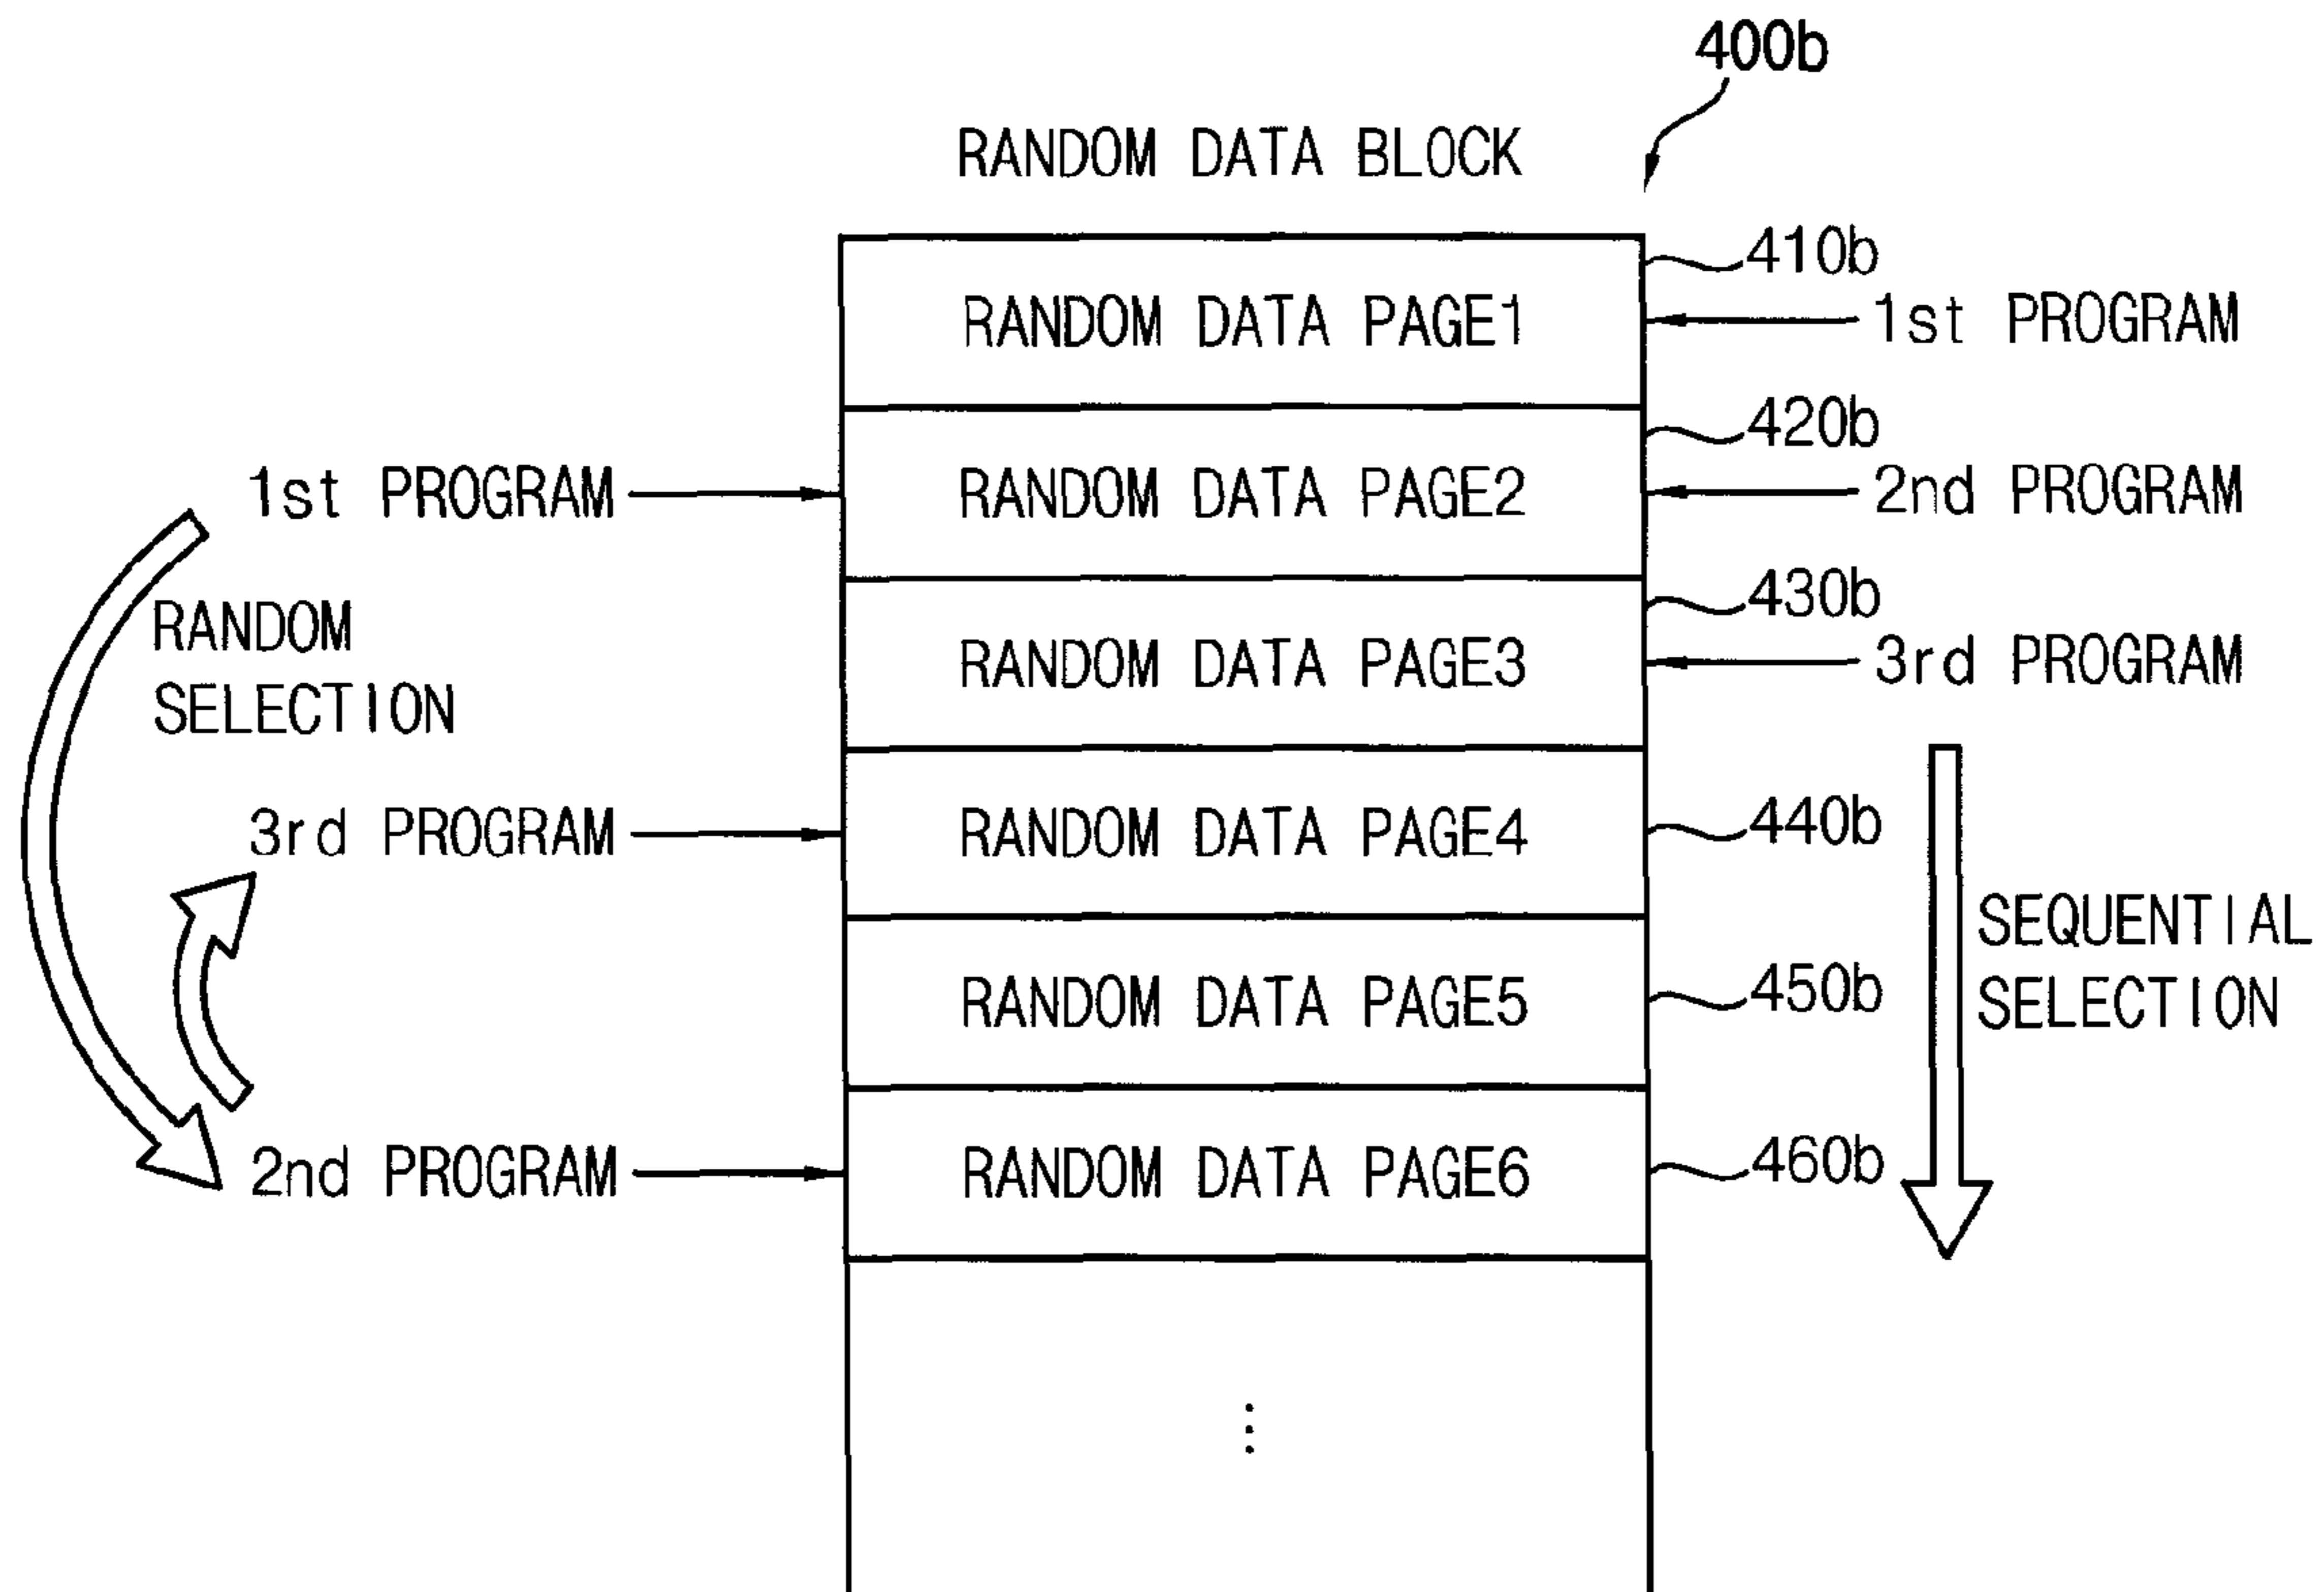 400b
RANDOM DATA BLOCK
410b
RANDOM DATA PAGE1
1st PROGRAM
420b
1st PROGRAM
RANDOM DATA PAGE2
2nd PROGRAM
430b
RANDOM
SELECTION
RANDOM DATA PAGE3
3rd PROGRAM
3rd PROGRAM
RANDOM DATA PAGE4
440b
SEQUENTIAL
SELECTION
RANDOM DATA PAGE5
450b
2nd PROGRAM
RANDOM DATA PAGE6
460b